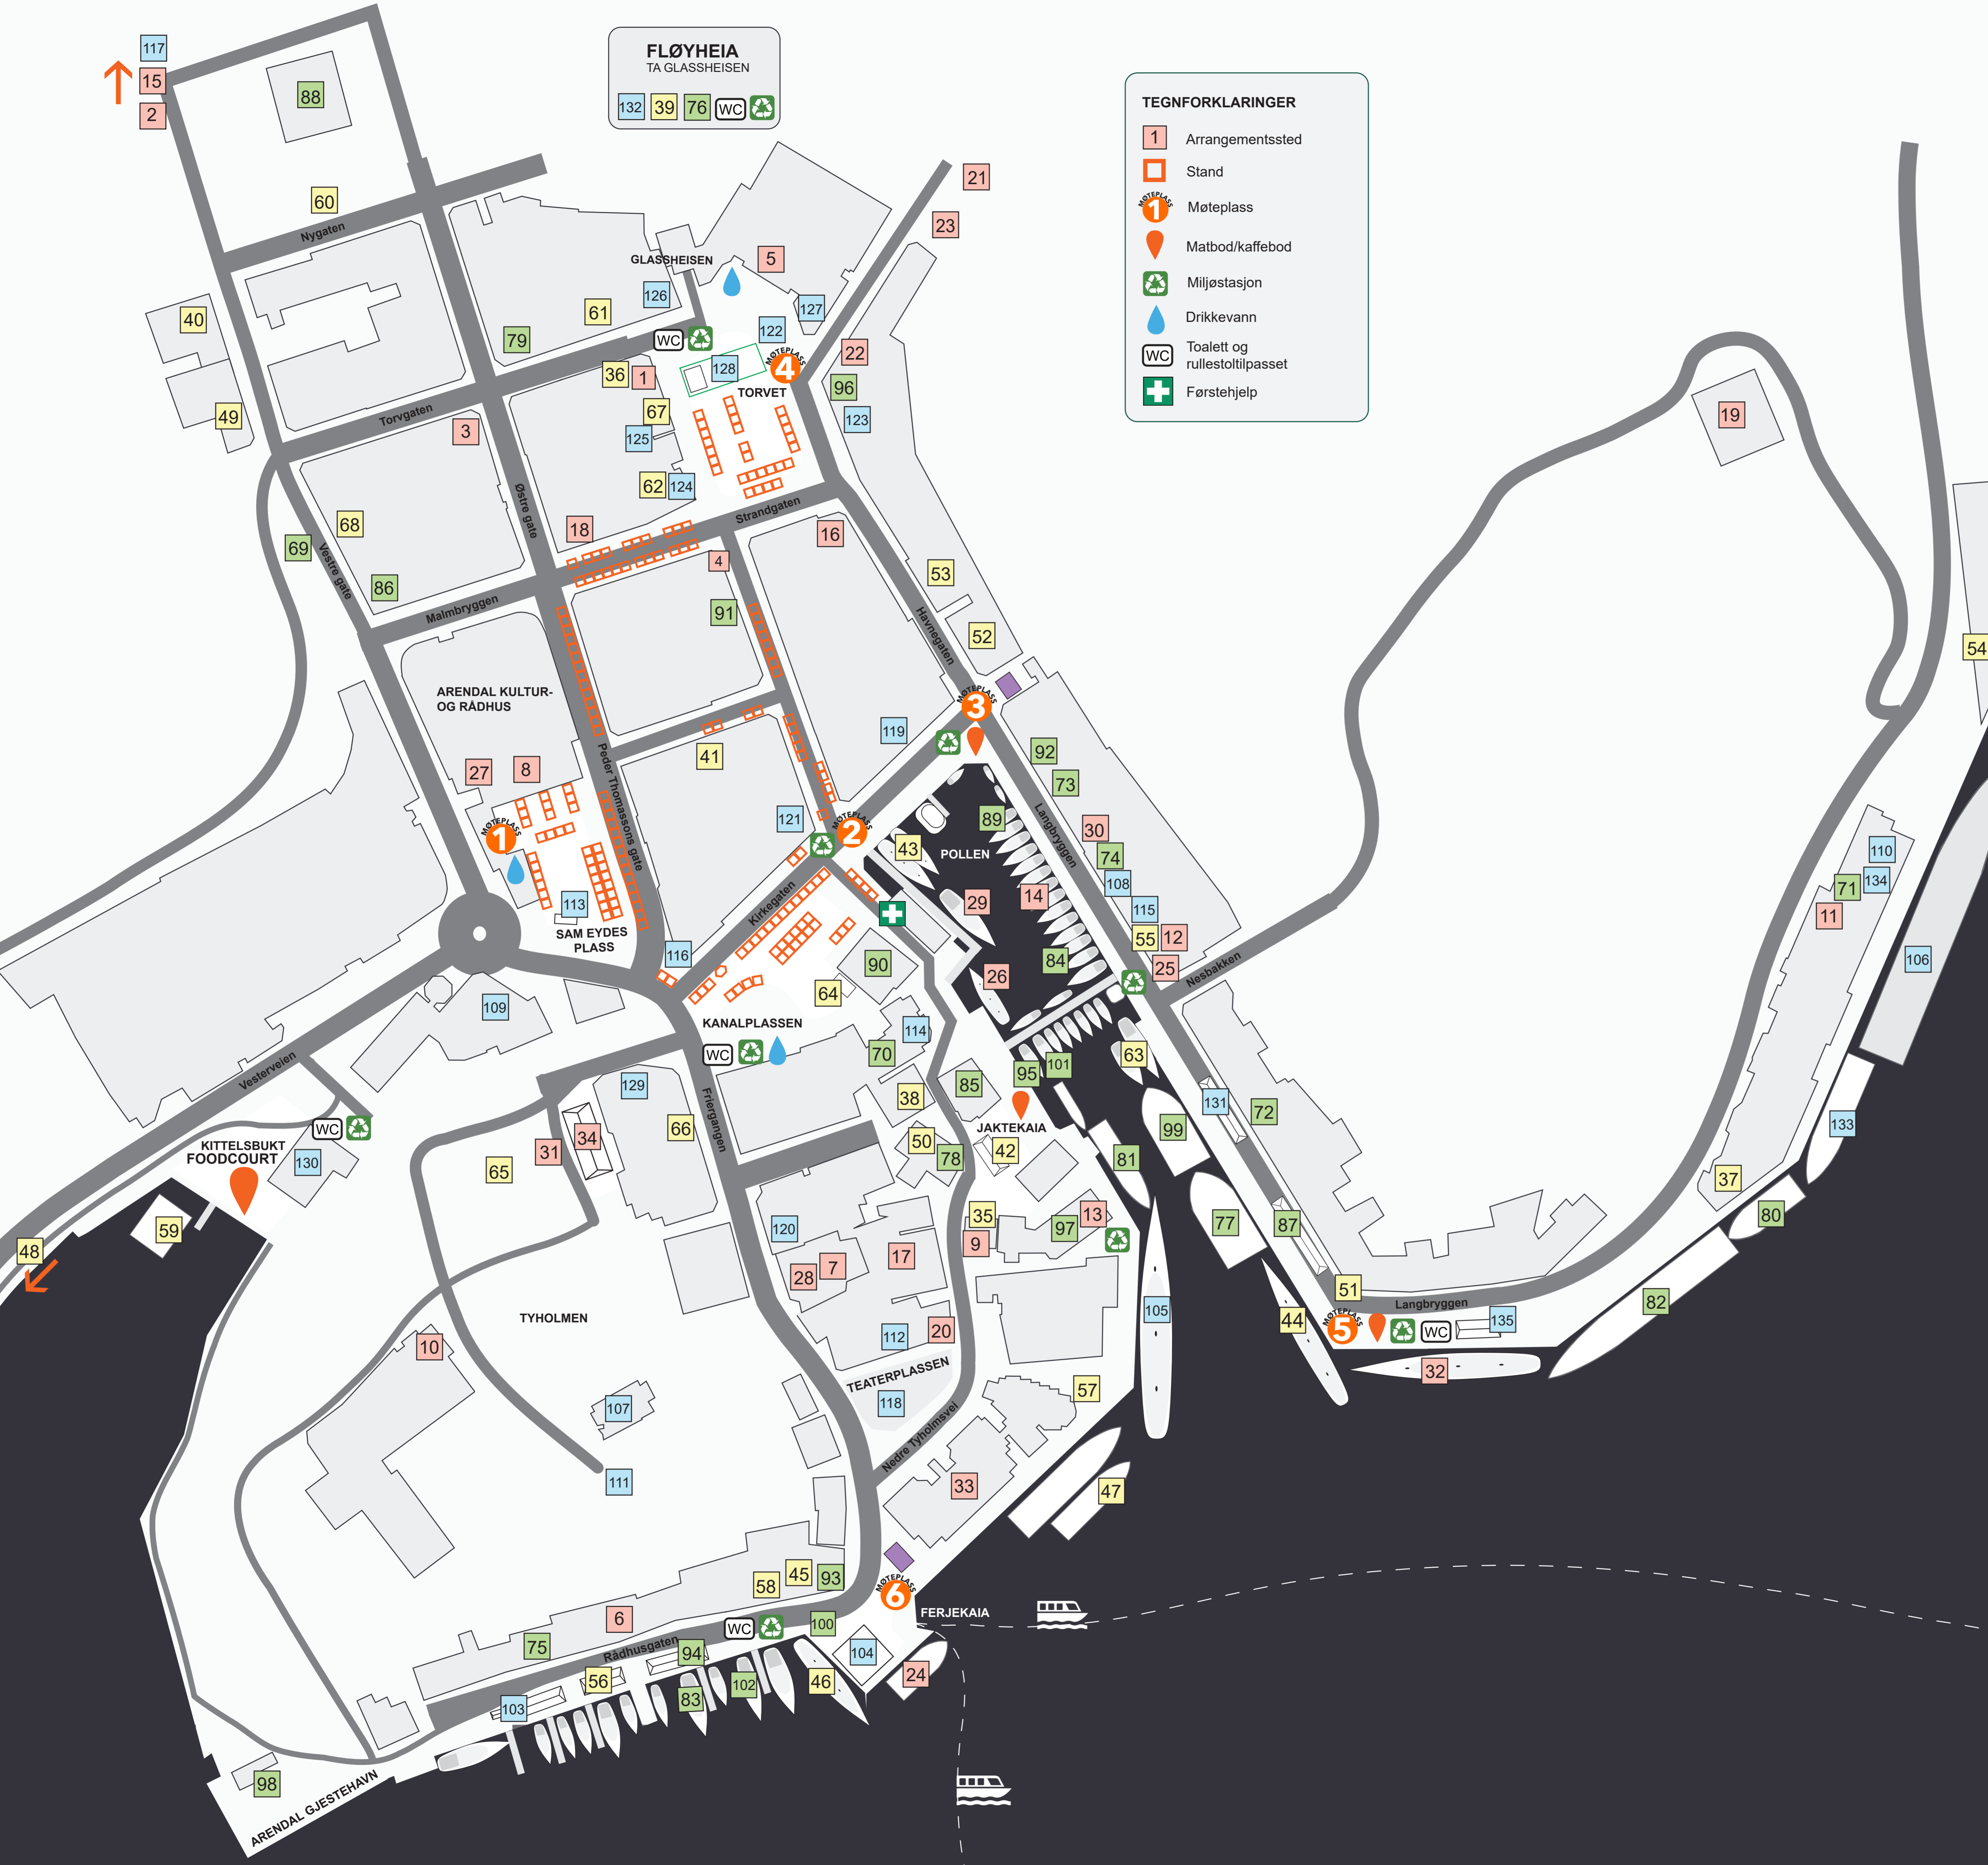 117
15
2
88
FLØYHEIA
TA GLASSHEISEN
132 39 76 WC
TEGNFORKLARINGER
1 Arrangementssted
Stand
MØTEPLASS 1 Møteplass
Matbod/kaffebod
Miljøstasjon
Drikkevann
WC Toalett og
rullestoltilpasset
Førstehjelp
60
Nygaten
21
23
GLASSHEISEN
5
126
127
61
122
40
79
WC
MØTEPLASS 4
128
TORVET
22
96
123
36
1
67
125
62
124
49
Torvgaten
3
19
Østre gate
Strandgaten
18
16
68
69
Vestre gate
86
Malmbryggen
4
91
53
52
Havnegaten
54
ARENDAL KULTUR-
OG RÅDHUS
27
8
MØTEPLASS 1
Peder Thomassons gate
41
119
MØTEPLASS 3
92
73
121
MØTEPLASS 2
89
43
POLLEN
Langbryggen
30
74
108
115
55
12
25
29
14
84
26
Nesbakken
110
134
71
11
106
113
SAM EYDES
PLASS
116
Kirkegaten
90
64
109
KANALPLASSEN
WC
114
70
38
85
95
101
63
Vesterveien
129
66
Friergangen
34
31
65
WC
KITTELSBUKT
FOODCOURT
130
59
48
50
78
JAKTEKAIA
42
81
99
131
72
133
37
80
82
77
87
35
9
97
13
120
28
7
17
105
51
Langbryggen
MØTEPLASS 5
WC
135
44
32
TYHOLMEN
10
112
20
TEATERPLASSEN
118
107
111
57
Nedre Tyholmsvei
33
47
58
45
93
MØTEPLASS 6
FERJEKAIA
6
WC
100
75
Rådhusgaten
94
104
24
56
83
102
46
103
98
ARENDAL GJESTEHAVN